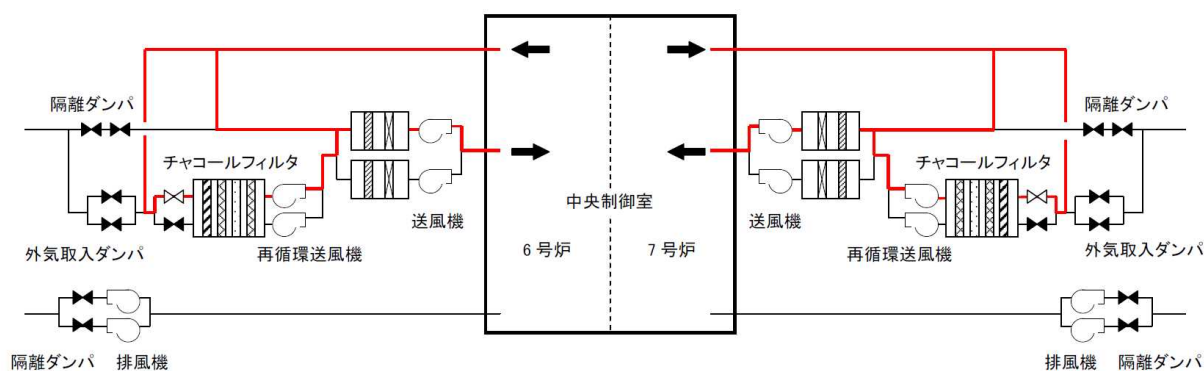 隔離ダンパ
隔離ダンパ
チャコールフィルタ
チャコールフィルタ
中央制御室
送風機
送風機
6号炉
7号炉
外気取入ダンパ
再循環送風機
再循環送風機
外気取入ダンパ
隔離ダンパ
排風機
排風機
隔離ダンパ